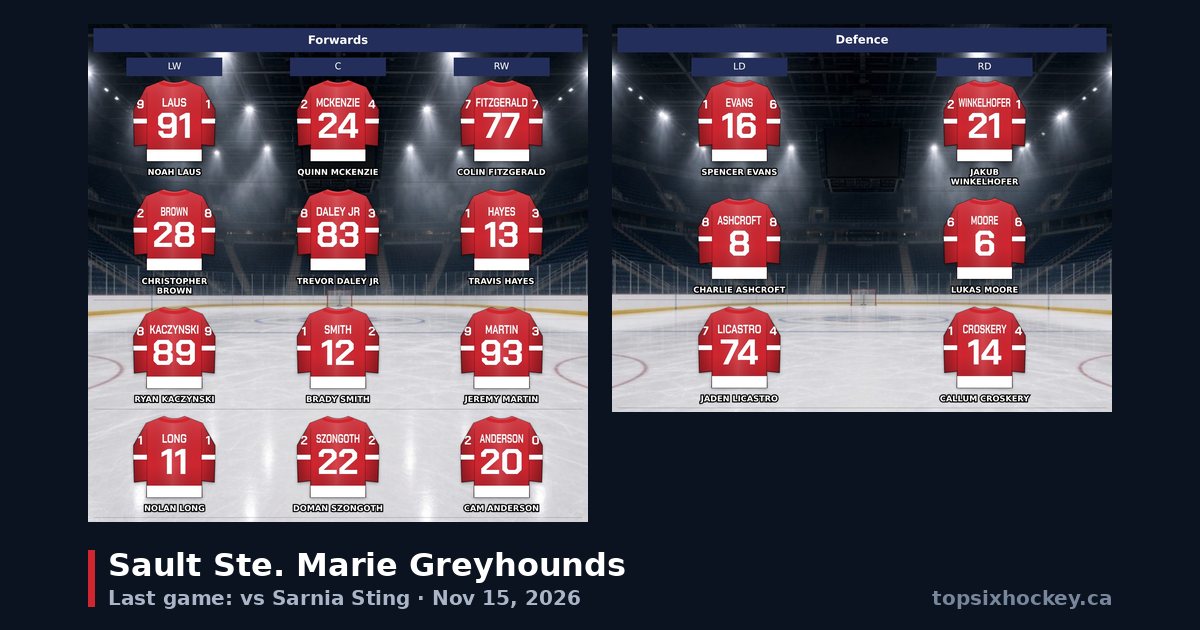 Forwards
LW C RW
9 LAUS 1
91
NOAH LAUS
2 MCKENZIE 4
24
QUINN MCKENZIE
7 FITZGERALD 7
77
COLIN FITZGERALD
2 BROWN 8
28
CHRISTOPHER
BROWN
8 DALEY JR 3
83
TREVOR DALEY JR
1 HAYES 3
13
TRAVIS HAYES
8 KACZYNSKI 9
89
RYAN KACZYNSKI
1 SMITH 2
12
BRADY SMITH
9 MARTIN 3
93
JEREMY MARTIN
1 LONG 1
11
NOLAN LONG
2 SZONGOTH 2
22
DOMAN SZONGOTH
2 ANDERSON 0
20
CAM ANDERSON
Defence
LD RD
1 EVANS 6
16
SPENCER EVANS
2 WINKELHOFER 1
21
JAKUB
WINKELHOFER
8 ASHCROFT 8
8
CHARLIE ASHCROFT
6 MOORE 6
6
LUKAS MOORE
7 LICASTRO 4
74
JADEN LICASTRO
1 CROSKERY 4
14
CALLUM CROSKERY
Sault Ste. Marie Greyhounds
Last game: vs Sarnia Sting · Nov 15, 2026
topsixhockey.ca